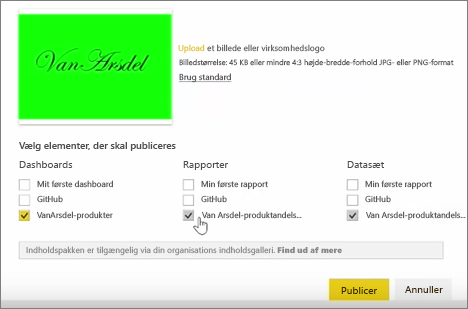 Van Arsdel
Upload et billede eller virksomhedslogo
Billedstørrelse: 45 KB eller mindre 4:3 højde-bredde-forhold JPG- eller PNG-format
Brug standard
Vælg elementer, der skal publiceres
Dashboards Rapporter Datasæt
Mit første dashboard Min første rapport Min første rapport
GitHub GitHub GitHub
VanArsdel-produkter Van Arsdel-produktandels... Van Arsdel-produktandels...
Indholdspakken er tilgængelig via din organisations indholdsgalleri. Find ud af mere
Publicer Annuller